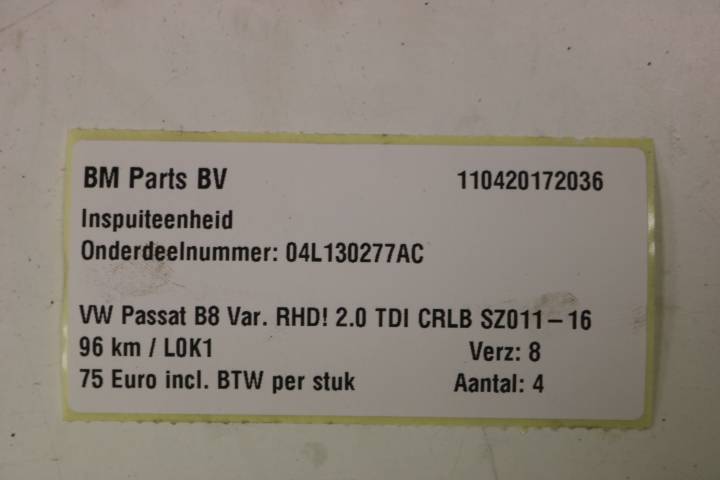 BM Parts BV 110420172036
Inspuiteenheid
Onderdeelnummer: 04L130277AC
VW Passat B8 Var. RHD! 2.0 TDI CRLB SZ011-16
96 km / L0K1 Verz: 8
75 Euro incl. BTW per stuk Aantal: 4